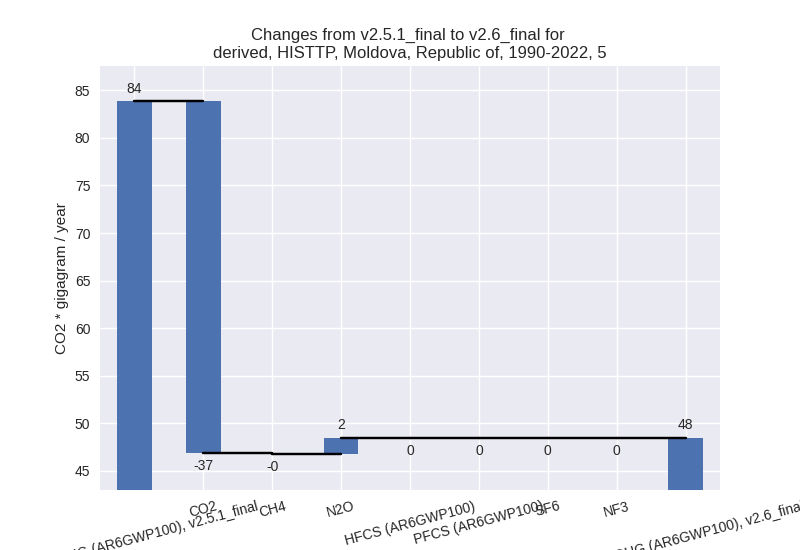 Changes from v2.5.1_final to v2.6_final for
derived, HISTTP, Moldova, Republic of, 1990-2022, 5
CO2 * gigagram / year
85
80
75
70
65
60
55
50
45
84
-37
-0
2
0
0
0
0
48
(AR6GWP100), v2.5.1_final
CO2
CH4
N2O
HFCS (AR6GWP100)
PFCS (AR6GWP100)
SF6
NF3
(AR6GWP100), v2.6_final